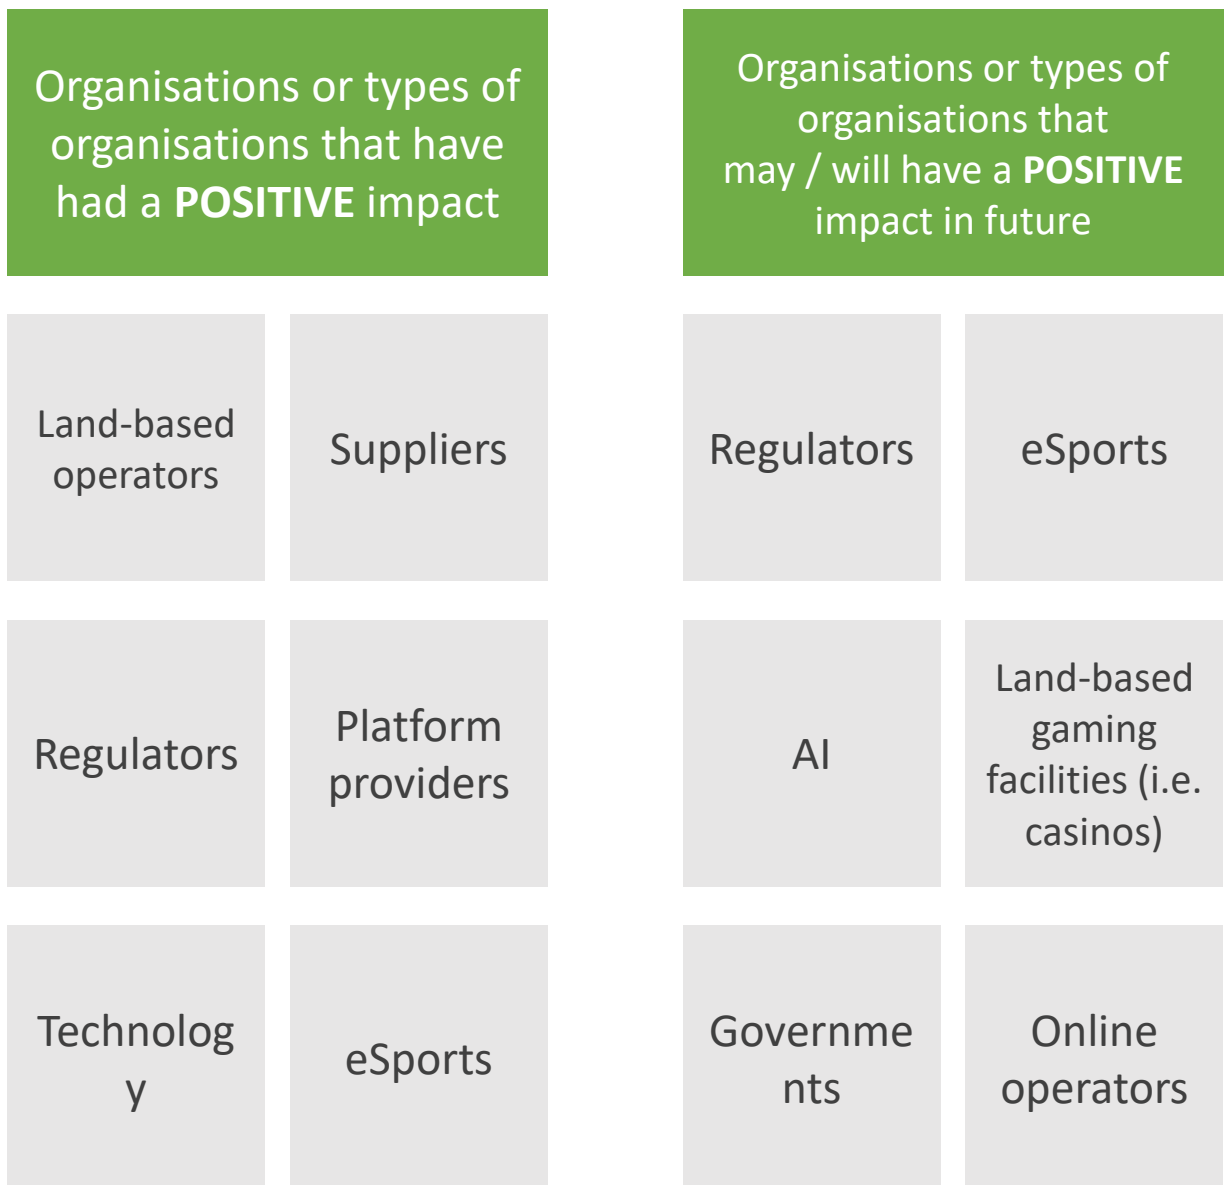 Organisations or types of
organisations that have
had a POSITIVE impact
Land-based
operators
Suppliers
Regulators
Platform
providers
Technolog
y
eSports
Organisations or types of
organisations that
may / will have a POSITIVE
impact in future
Regulators
eSports
AI
Land-based
gaming
facilities (i.e.
casinos)
Governme
nts
Online
operators